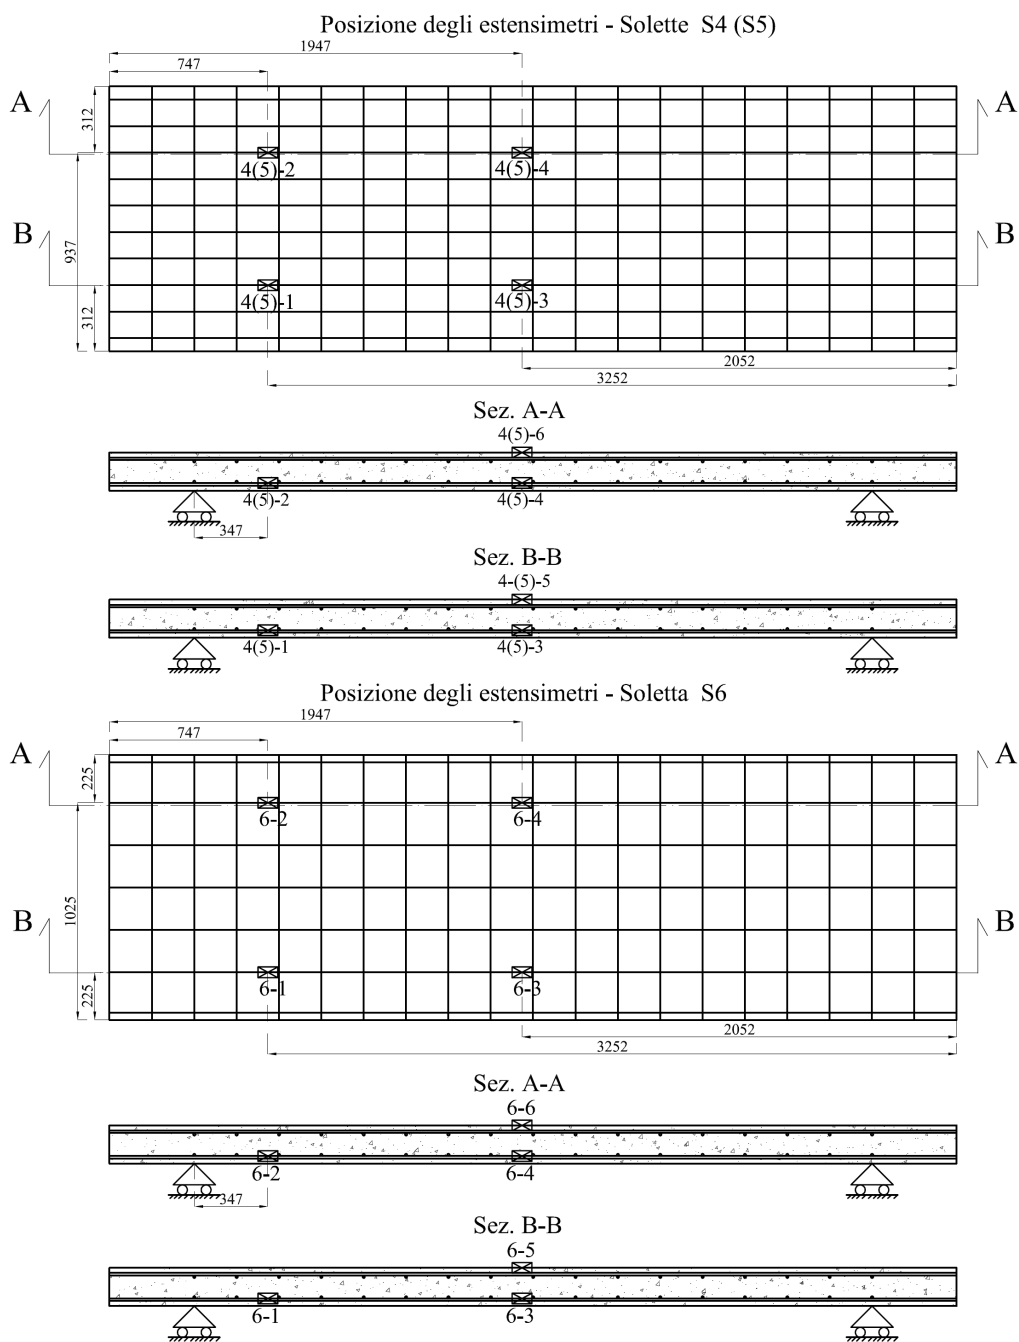 Posizione degli estensimetri - Solette S4 (S5)
1947
747
A
A
312
4(5)-2
4(5)-4
B
B
937
4(5)-1
4(5)-3
312
2052
3252
Sez. A-A
4(5)-6
4(5)-2
4(5)-4
347
Sez. B-B
4-(5)-5
4(5)-1
4(5)-3
Posizione degli estensimetri - Soletta S6
1947
747
A
A
225
6-2
6-4
1025
B
B
6-1
6-3
225
2052
3252
Sez. A-A
6-6
6-2
6-4
347
Sez. B-B
6-5
6-1
6-3